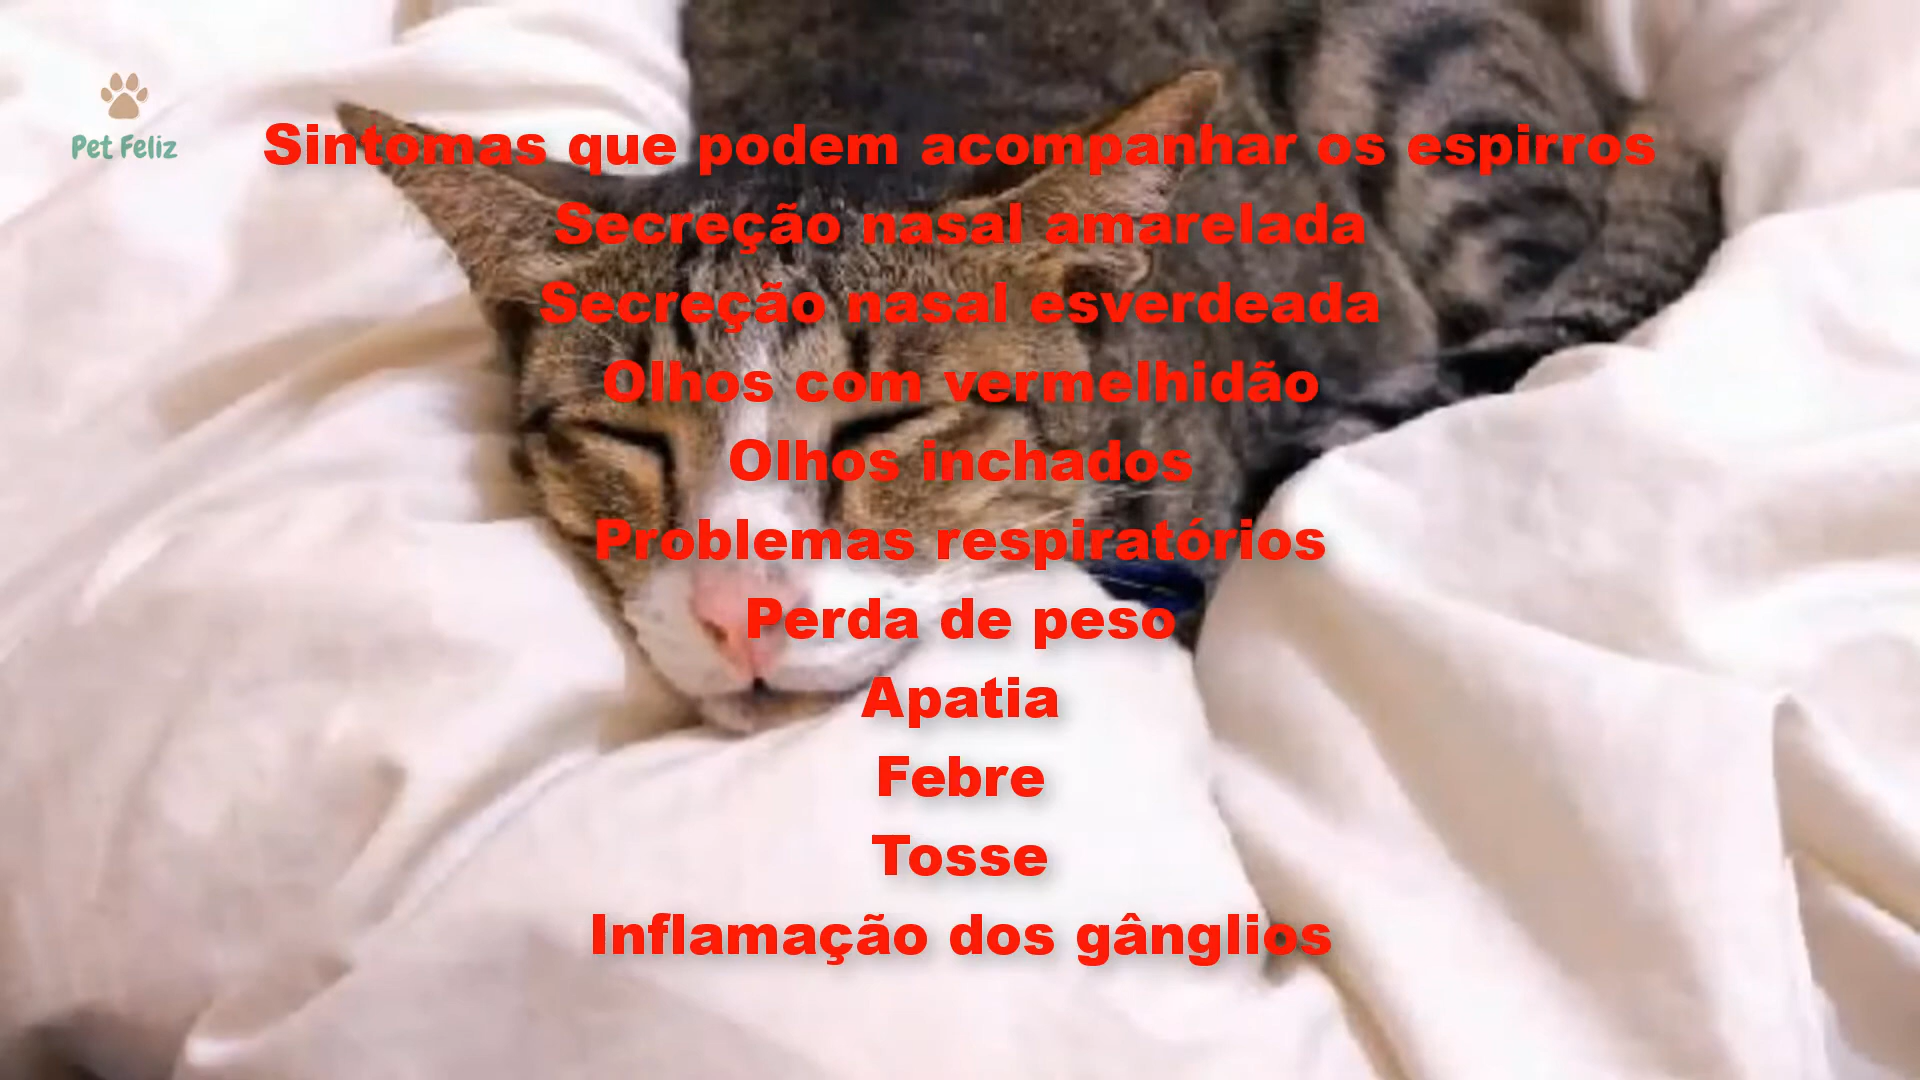 Pet Feliz
Sintomas que podem acompanhar os espirros
Secreção nasal amarelada
Secreção nasal esverdeada
Olhos com vermelhidão
Olhos inchados
Problemas respiratórios
Perda de peso
Apatia
Febre
Tosse
Inflamação dos gânglios